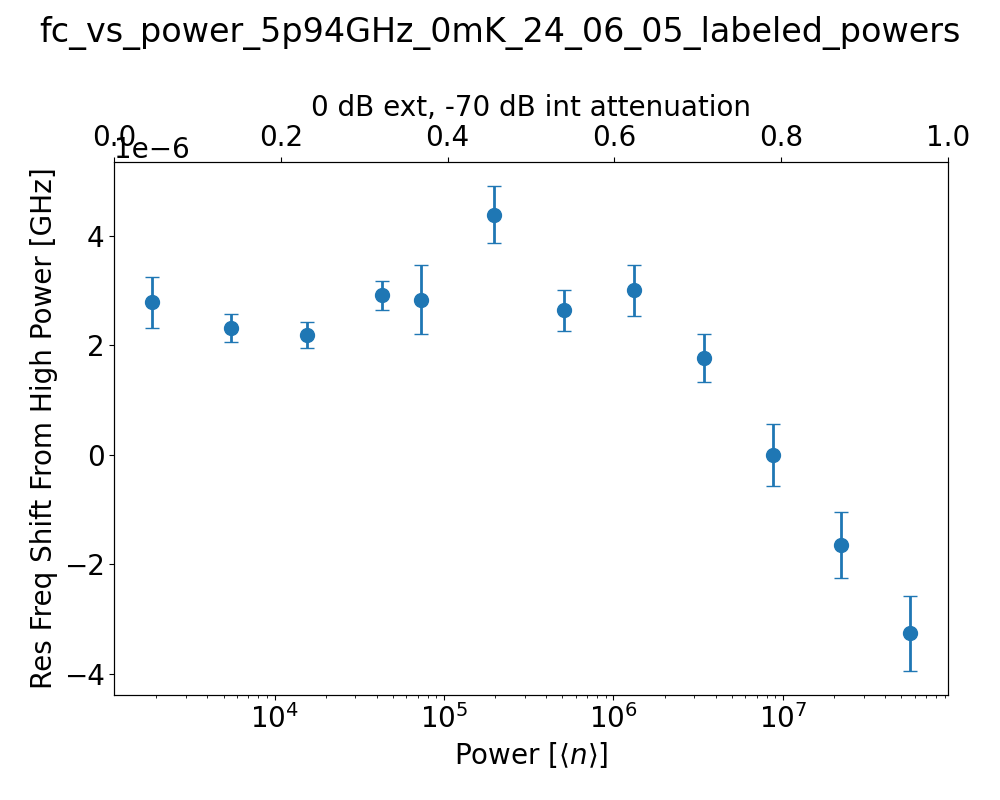 fc_vs_power_5p94GHz_0mK_24_06_05_labeled_powers
0 dB ext, -70 dB int attenuation
0.0 0.2 0.4 0.6 0.8 1.0
1e−6
Res Freq Shift From High Power [GHz]
4
2
0
−2
−4
10⁴ 10⁵ 10⁶ 10⁷
Power [⟨n⟩]